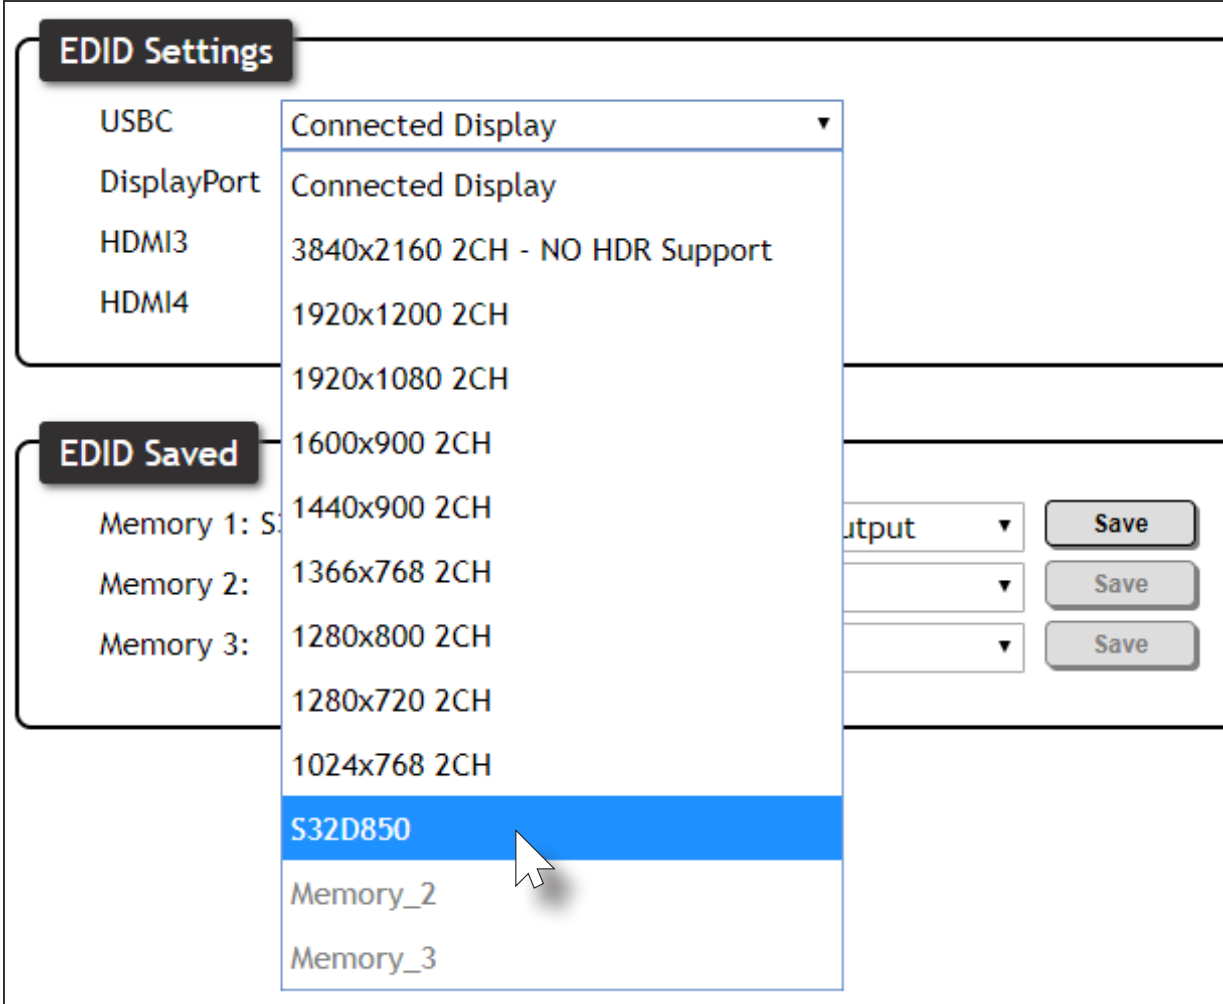 EDID Settings
USBC
Connected Display
DisplayPort
Connected Display
HDMI3
3840x2160 2CH - NO HDR Support
HDMI4
1920x1200 2CH
1920x1080 2CH
1600x900 2CH
EDID Saved
1440x900 2CH
Memory 1:
Save
1366x768 2CH
Memory 2:
Save
1280x800 2CH
Memory 3:
Save
1280x720 2CH
1024x768 2CH
S32D850
Memory_2
Memory_3